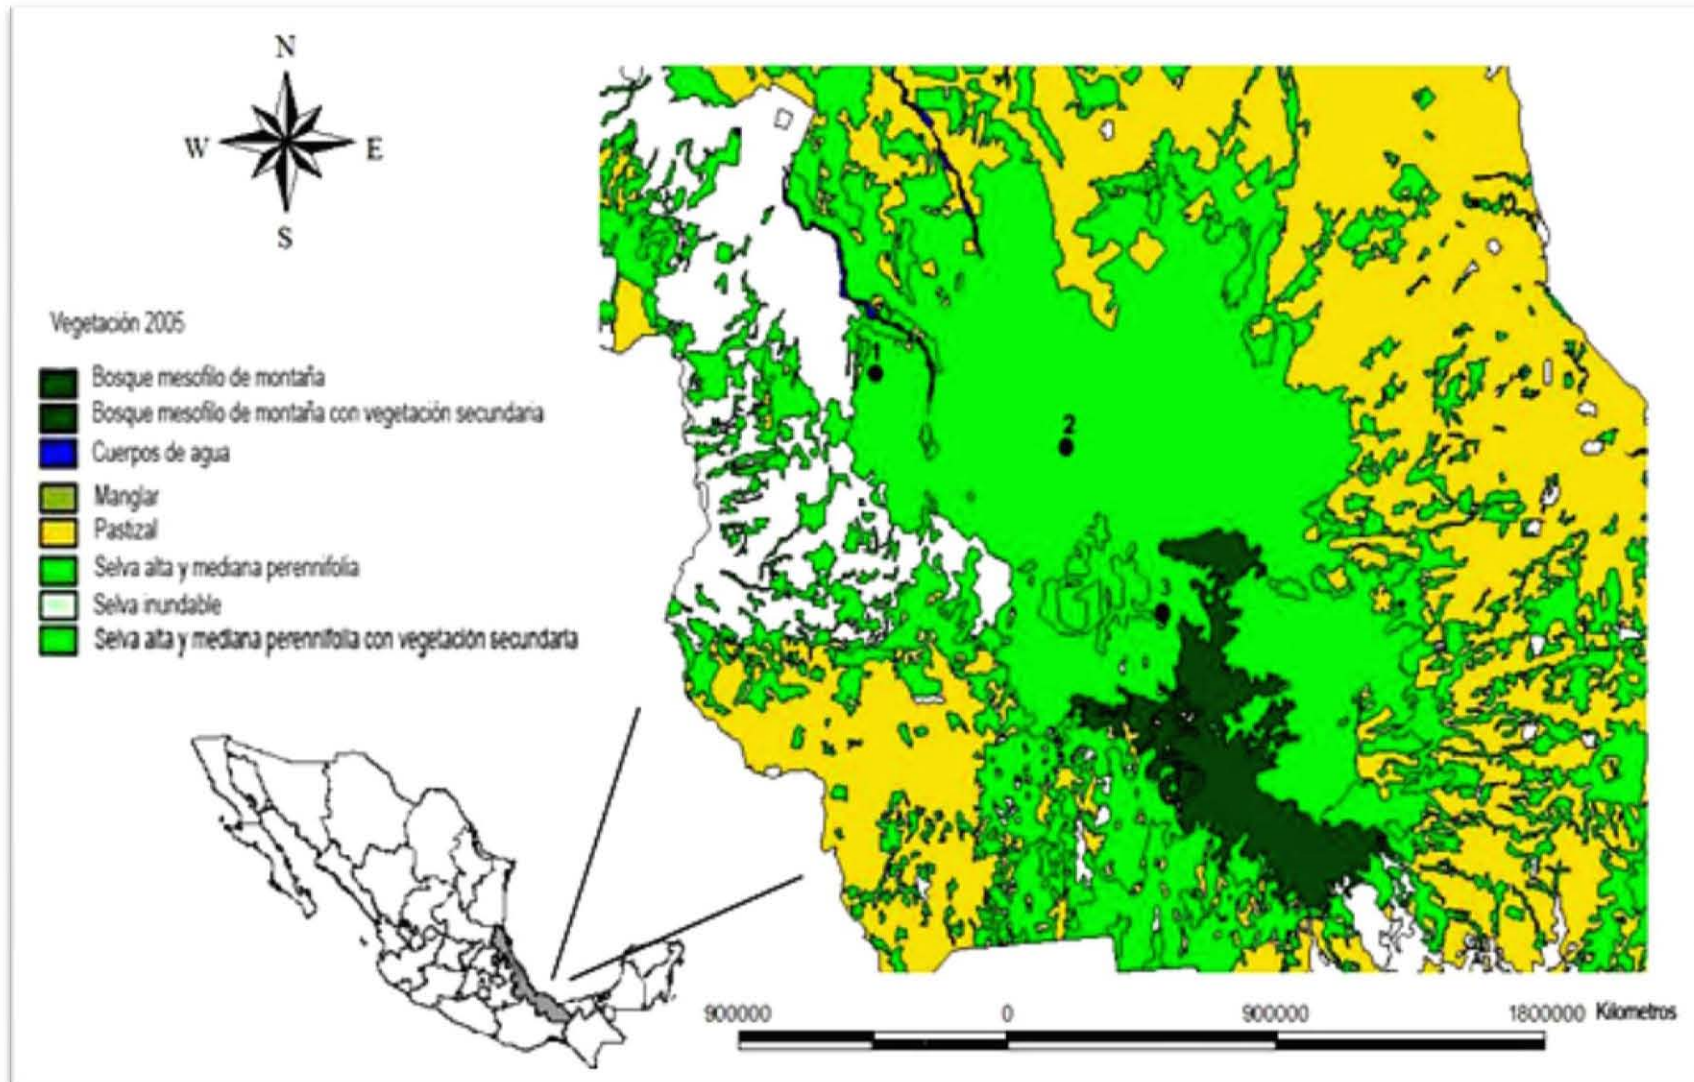 N
W E
S
Vegetación 2005
Bosque mesofilo de montaña
Bosque mesofilo de montaña con vegetación secundaria
Cuerpos de agua
Manglar
Pastizal
Selva alta y mediana perennifolia
Selva inundable
Selva alta y mediana perennifolia con vegetación secundaria
1
2
3
900000 0 900000 1800000 Kilometros